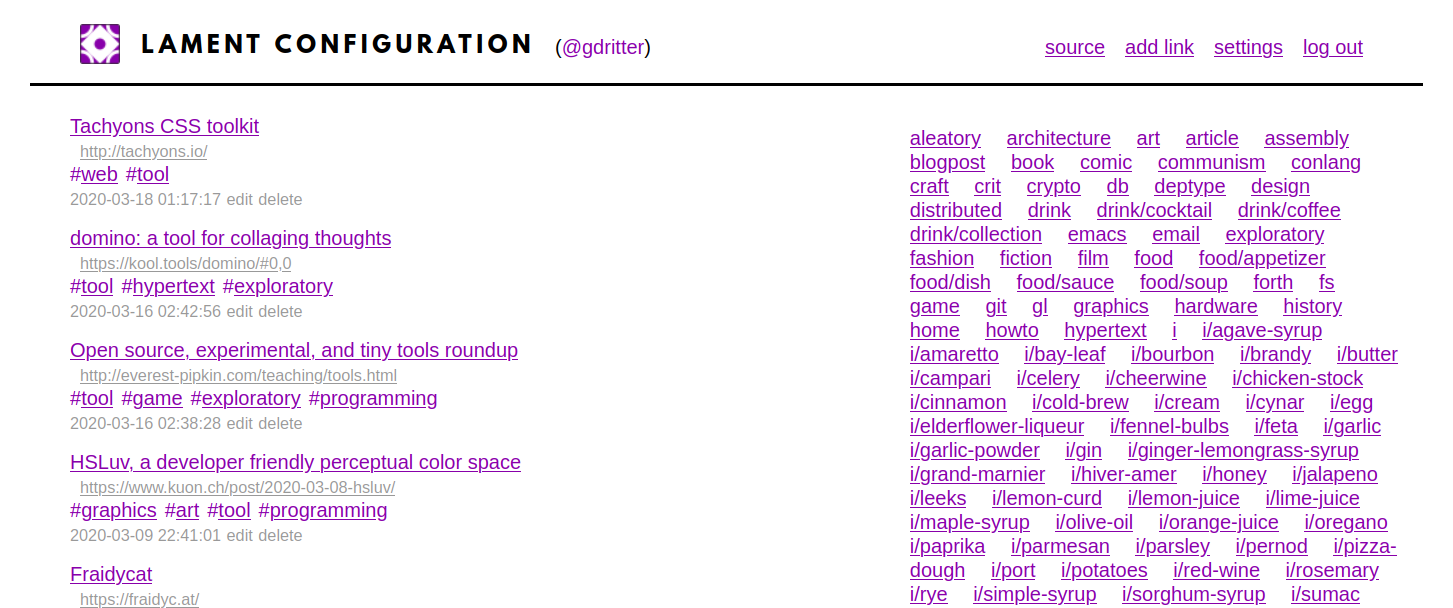 LAMENT CONFIGURATION (@gdritter) source add link settings log out
Tachyons CSS toolkit
http://tachyons.io/
#web #tool
2020-03-18 01:17:17 edit delete
domino: a tool for collaging thoughts
https://kool.tools/domino/#0,0
#tool #hypertext #exploratory
2020-03-16 02:42:56 edit delete
Open source, experimental, and tiny tools roundup
http://everest-pipkin.com/teaching/tools.html
#tool #game #exploratory #programming
2020-03-16 02:38:28 edit delete
HSLuv, a developer friendly perceptual color space
https://www.kuon.ch/post/2020-03-08-hsluv/
#graphics #art #tool #programming
2020-03-09 22:41:01 edit delete
Fraidycat
https://fraidyc.at/
aleatory architecture art article assembly
blogpost book comic communism conlang
craft crit crypto db deptype design
distributed drink drink/cocktail drink/coffee
drink/collection emacs email exploratory
fashion fiction film food food/appetizer
food/dish food/sauce food/soup forth fs
game git gl graphics hardware history
home howto hypertext i i/agave-syrup
i/amaretto i/bay-leaf i/bourbon i/brandy i/butter
i/campari i/celery i/cheerwine i/chicken-stock
i/cinnamon i/cold-brew i/cream i/cynar i/egg
i/elderflower-liqueur i/fennel-bulbs i/feta i/garlic
i/garlic-powder i/gin i/ginger-lemongrass-syrup
i/grand-marnier i/hiver-amer i/honey i/jalapeno
i/leeks i/lemon-curd i/lemon-juice i/lime-juice
i/maple-syrup i/olive-oil i/orange-juice i/oregano
i/paprika i/parmesan i/parsley i/pernod i/pizza-
dough i/port i/potatoes i/red-wine i/rosemary
i/rye i/simple-syrup i/sorghum-syrup i/sumac